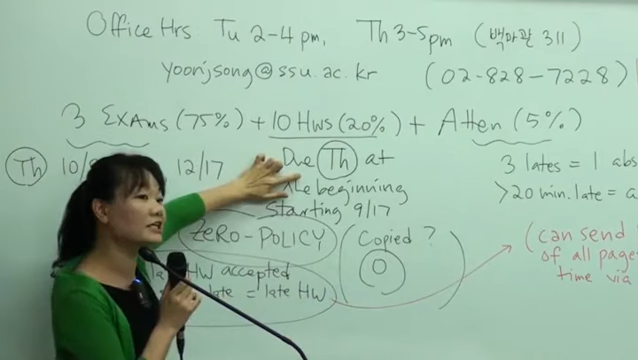 Office Hrs Tu 2-4 pm, Th 3-5pm (백마관 311)
yoonjsong@ssu.ac.kr (02-828-7228)
3 Exams (75%) + 10 HWs (20%) + Atten (5%)
Th 10/ 12/17 Due Th at 3 lates = 1 abs
beginning >20 min. late =
Starting 9/17
ZERO-POLICY (Copied? (can send
HW accepted 0 of all page
late = late HW time via